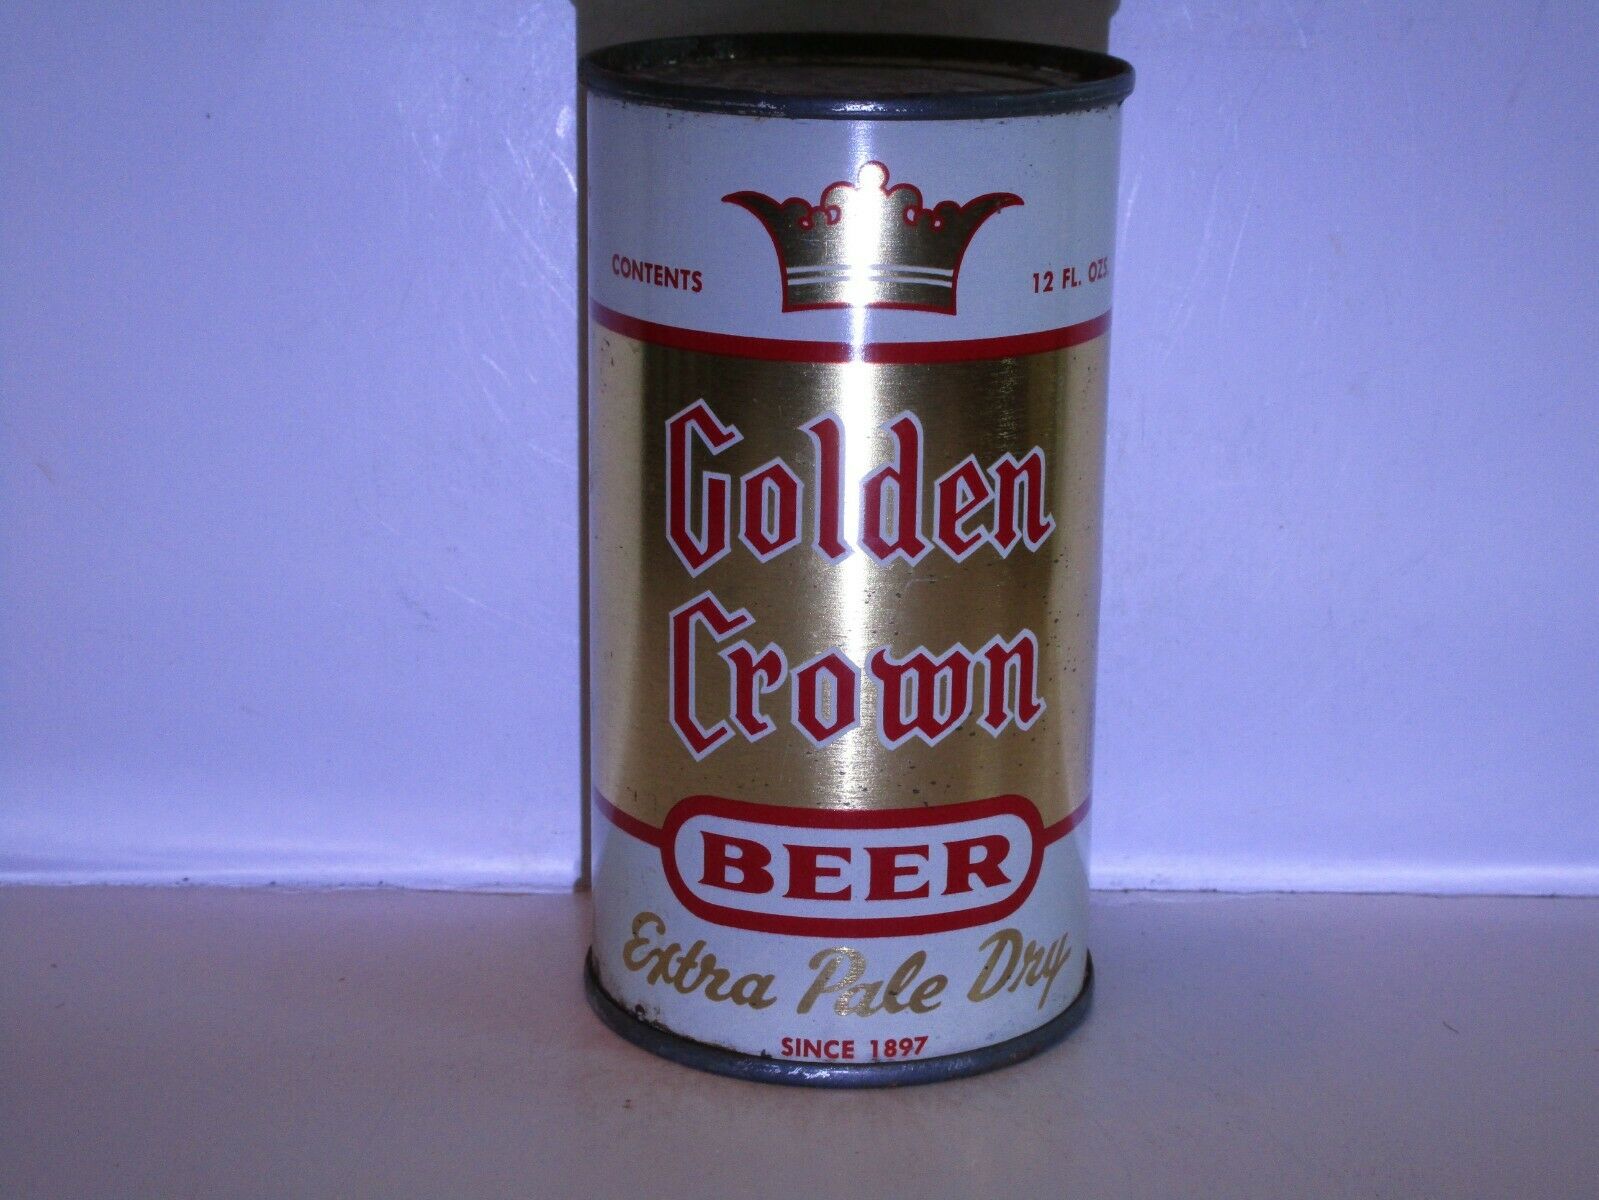 CONTENTS 12 FL. OZS.
Golden
Crown
BEER
Extra Pale Dry
SINCE 1897